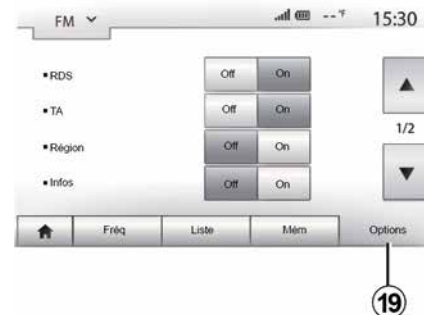 FM --°F 15:30
▪ RDS Off On
▪ TA Off On
1/2
▪ Région Off On
▪ Infos Off On
Fréq Liste Mém Options
19